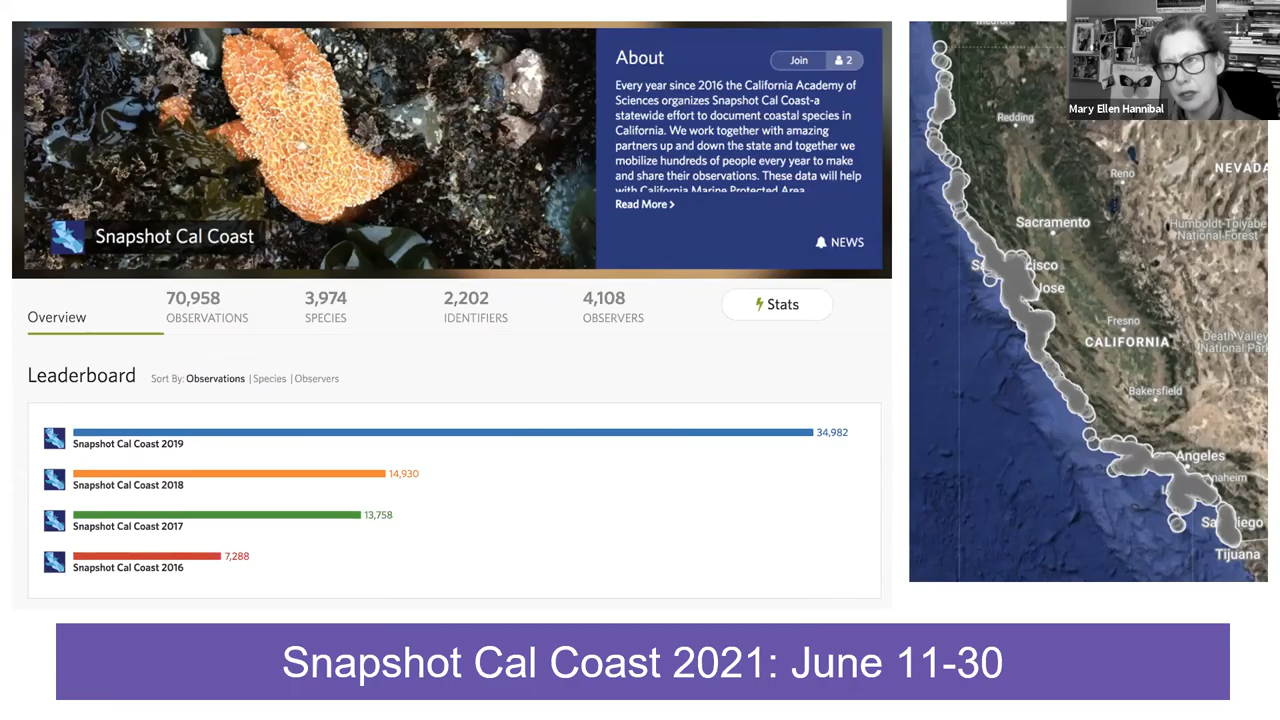 About
Join
2
Every year since 2016 the California Academy of
Sciences organizes Snapshot Cal Coast-a
statewide effort to document coastal species in
California. We work together with amazing
partners up and down the state and together we
mobilize hundreds of people every year to make
and share their observations. These data will help
with California Marine Protected Area
Read More >
NEWS
Snapshot Cal Coast
Overview
70,958
OBSERVATIONS
3,974
SPECIES
2,202
IDENTIFIERS
4,108
OBSERVERS
Stats
Leaderboard
Sort By: Observations | Species | Observers
34,982
Snapshot Cal Coast 2019
14,930
Snapshot Cal Coast 2018
13,758
Snapshot Cal Coast 2017
7,288
Snapshot Cal Coast 2016
Medford
Mary Ellen Hannibal
Redding
Reno
NEVADA
Humboldt-Toiyabe
National Forest
Sacramento
Jose
Fresno
CALIFORNIA
Death Valley
National Park
Bakersfield
Angeles
Tijuana
Snapshot Cal Coast 2021: June 11-30